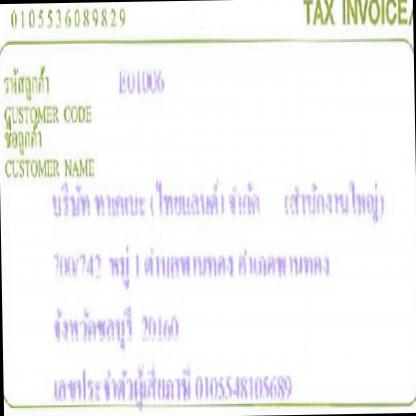 0105536089829 TAX INVOICE/
รหัสลูกค้า E01006
CUSTOMER CODE
ชื่อลูกค้า
CUSTOMER NAME
บริษัท ทาเคเบะ (ไทยแลนด์) จำกัด (สำนักงานใหญ่)
700/742 หมู่ 1 ตำบลพานทอง อำเภอพานทอง
จังหวัดชลบุรี 20160
เลขประจำตัวผู้เสียภาษี 0105548105689